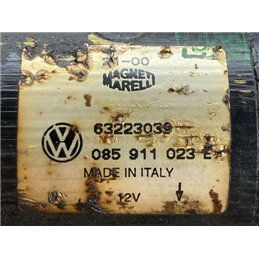 MAGNETI
MARELLI
63223039
085 911 023 E
MADE IN ITALY
12V